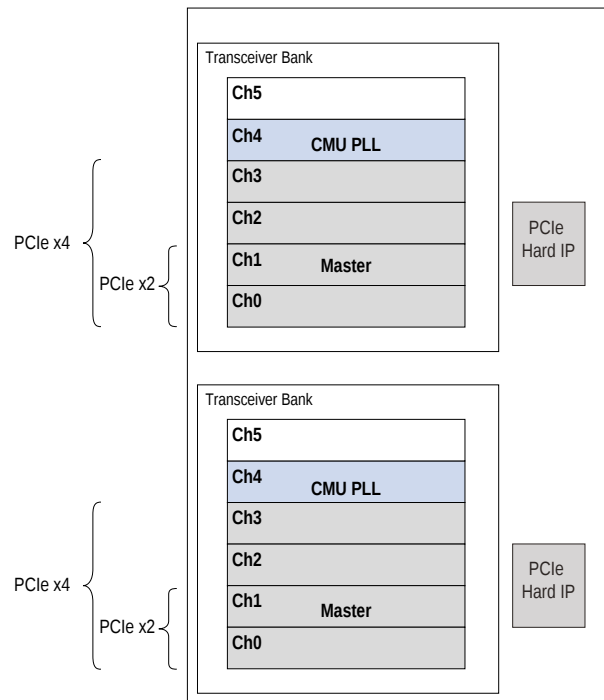 Transceiver Bank
Ch5
Ch4 CMU PLL
Ch3
Ch2
Ch1 Master
Ch0
PCIe x4
PCIe x2
PCIe
Hard IP
Transceiver Bank
Ch5
Ch4 CMU PLL
Ch3
Ch2
Ch1 Master
Ch0
PCIe x4
PCIe x2
PCIe
Hard IP